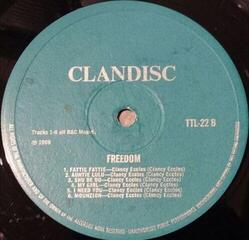 CLANDISC
Tracks 1-6 all B&C Music.
TTL-22 B
℗ 1969
FREEDOM
1. FATTIE FATTIE—Clancy Eccles (Clancy Eccles)
2. AUNTIE LULU—Clancy Eccles (Clancy Eccles)
3. SHU BE DU—Clancy Eccles (Clancy Eccles)
4. MY GIRL—Clancy Eccles (Clancy Eccles)
5. I NEED YOU—Clancy Eccles (Clancy Eccles)
6. MOUNZION—Clancy Eccles (Clancy Eccles)